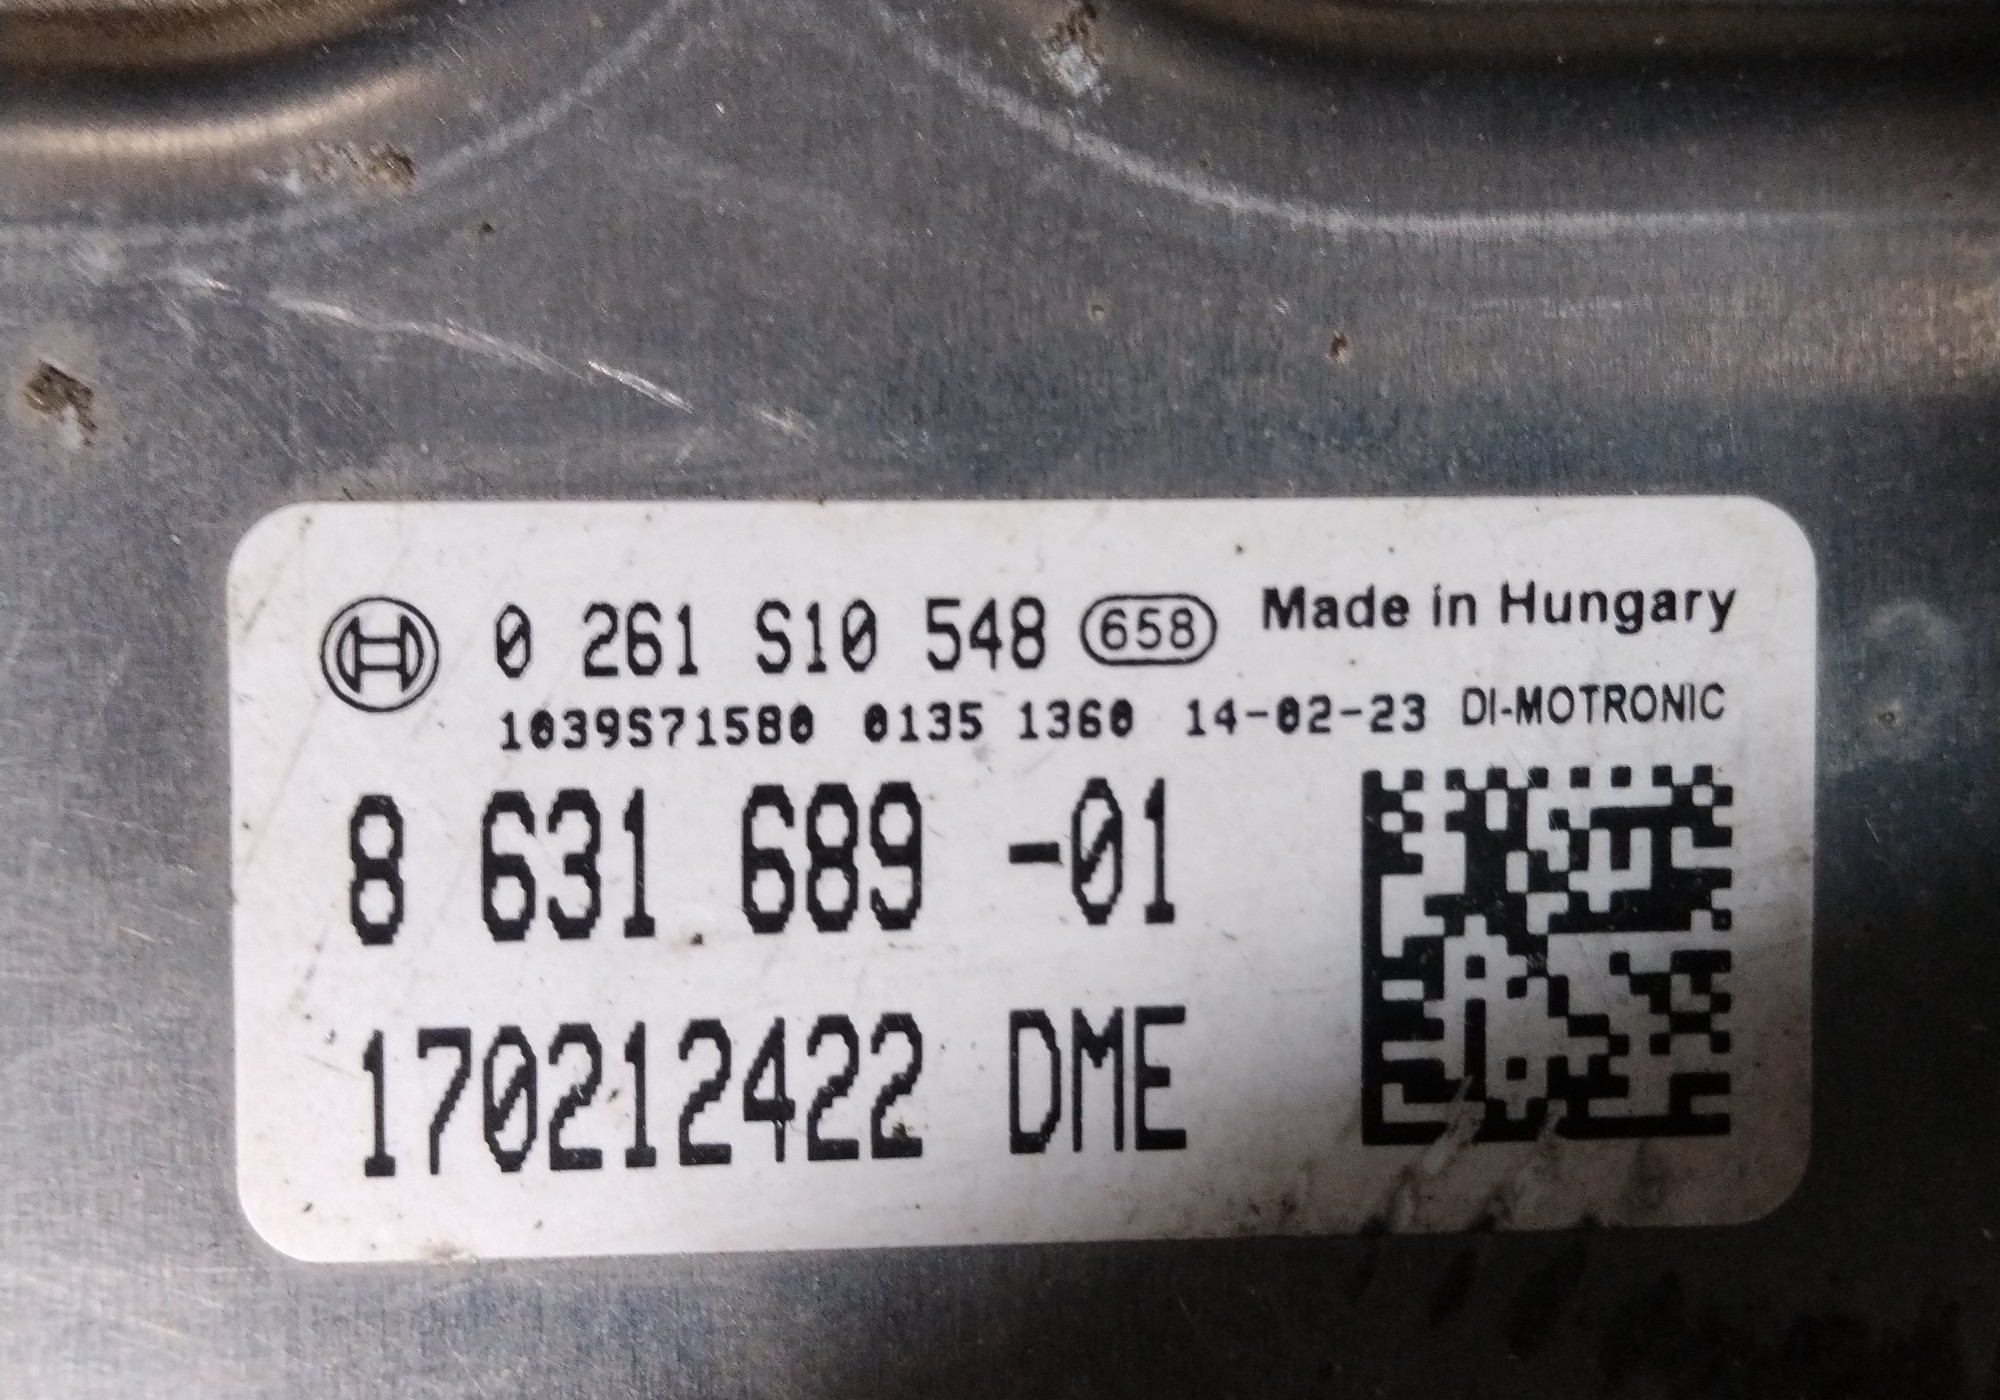 0 261 S10 548 658 Made in Hungary
1039S71580 0135 1360 14-02-23 DI-MOTRONIC
8 631 689 -01
170212422 DME